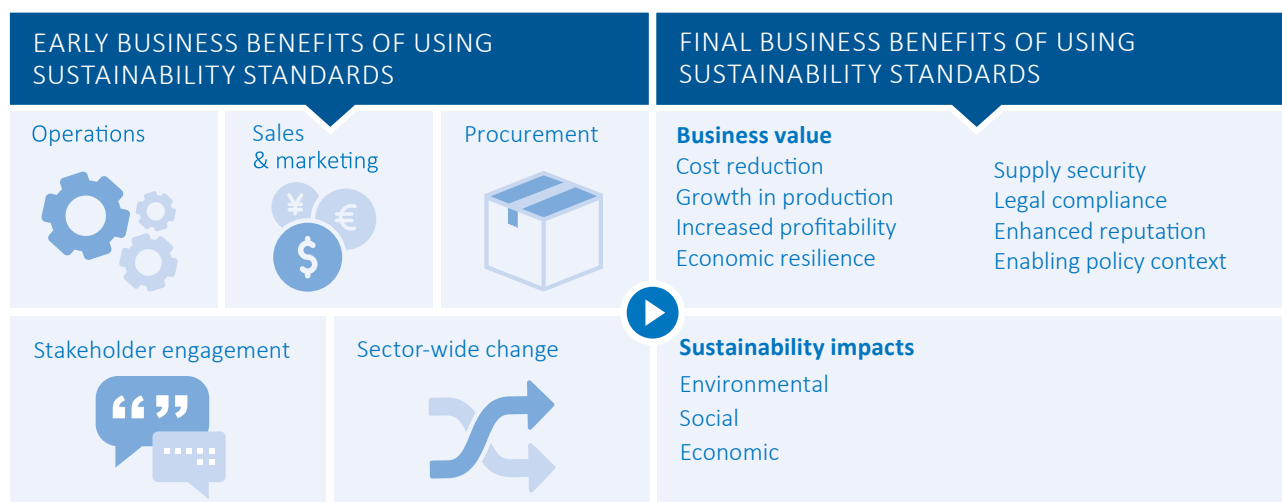 EARLY BUSINESS BENEFITS OF USING
SUSTAINABILITY STANDARDS
Operations
Sales
& marketing
¥
€
$
Procurement
Stakeholder engagement
“ ”
Sector-wide change
FINAL BUSINESS BENEFITS OF USING
SUSTAINABILITY STANDARDS
Business value
Cost reduction
Growth in production
Increased profitability
Economic resilience
Supply security
Legal compliance
Enhanced reputation
Enabling policy context
Sustainability impacts
Environmental
Social
Economic